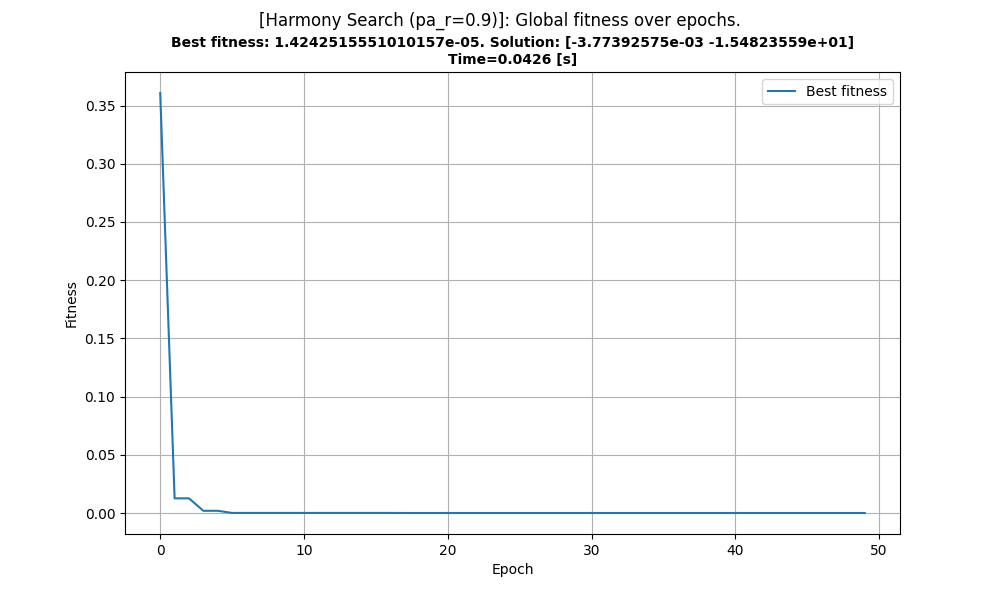 [Harmony Search (pa_r=0.9)]: Global fitness over epochs.
Best fitness: 1.4242515551010157e-05. Solution: [-3.77392575e-03 -1.54823559e+01]
Time=0.0426 [s]
Best fitness
0.35
0.30
0.25
0.20
0.15
0.10
0.05
0.00
Fitness
0 10 20 30 40 50
Epoch